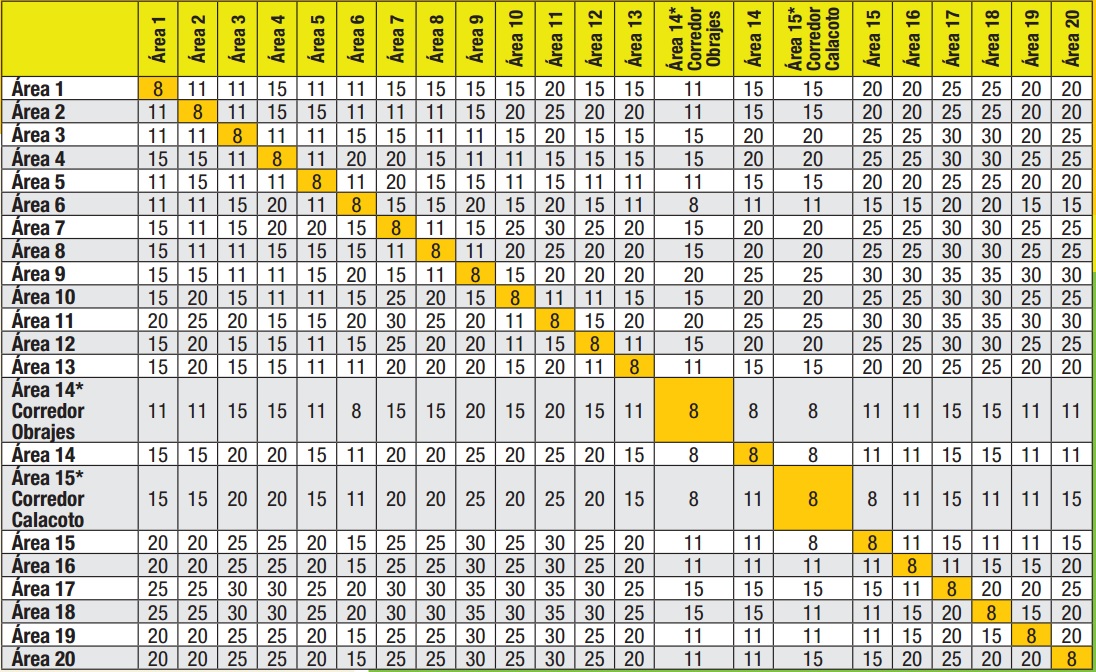 Área 1 Área 2 Área 3 Área 4 Área 5 Área 6 Área 7 Área 8 Área 9 Área 10 Área 11 Área 12 Área 13 Área 14* Corredor Obrajes Área 14 Área 15* Corredor Calacoto Área 15 Área 16 Área 17 Área 18 Área 19 Área 20
Área 1 8 11 11 15 11 11 15 15 15 15 20 15 15 11 15 15 20 20 25 25 20 20
Área 2 11 8 11 15 15 11 11 11 15 20 25 20 20 11 15 15 20 20 25 25 20 20
Área 3 11 11 8 11 11 15 15 11 11 15 20 15 15 15 20 20 25 25 30 30 20 25
Área 4 15 15 11 8 11 20 20 15 11 11 15 15 15 15 20 20 25 25 30 30 25 25
Área 5 11 15 11 11 8 11 20 15 15 11 15 11 11 11 15 15 20 20 25 25 20 20
Área 6 11 11 15 20 11 8 15 15 20 15 20 15 11 8 11 11 15 15 20 20 15 15
Área 7 15 11 15 20 20 15 8 11 15 25 30 25 20 15 20 20 25 25 30 30 25 25
Área 8 15 11 11 15 15 15 11 8 11 20 25 20 20 15 20 20 25 25 30 30 25 25
Área 9 15 15 11 11 15 20 15 11 8 15 20 20 20 20 25 25 30 30 35 35 30 30
Área 10 15 20 15 11 11 15 25 20 15 8 11 11 15 15 20 20 25 25 30 30 25 25
Área 11 20 25 20 15 15 20 30 25 20 11 8 15 20 20 25 25 30 30 35 35 30 30
Área 12 15 20 15 15 11 15 25 20 20 11 15 8 11 15 20 20 25 25 30 30 25 25
Área 13 15 20 15 15 11 11 20 20 20 15 20 11 8 11 15 15 20 20 25 25 20 20
Área 14*
Corredor 11 11 15 15 11 8 15 15 20 15 20 15 11 8 8 8 11 11 15 15 11 11
Obrajes
Área 14 15 15 20 20 15 11 20 20 25 20 25 20 15 8 8 8 11 11 15 15 11 11
Área 15*
Corredor 15 15 20 20 15 11 20 20 25 20 25 20 15 8 11 8 8 11 15 11 11 15
Calacoto
Área 15 20 20 25 25 20 15 25 25 30 25 30 25 20 11 11 8 8 11 15 11 11 15
Área 16 20 20 25 25 20 15 25 25 30 25 30 25 20 11 11 11 11 8 11 15 15 20
Área 17 25 25 30 30 25 20 30 30 35 30 35 30 25 15 15 15 15 11 8 20 20 25
Área 18 25 25 30 30 25 20 30 30 35 30 35 30 25 15 15 11 11 15 20 8 15 20
Área 19 20 20 25 25 20 15 25 25 30 25 30 25 20 11 11 11 11 15 20 15 8 20
Área 20 20 20 25 25 20 15 25 25 30 25 30 25 20 11 11 15 15 20 25 20 20 8